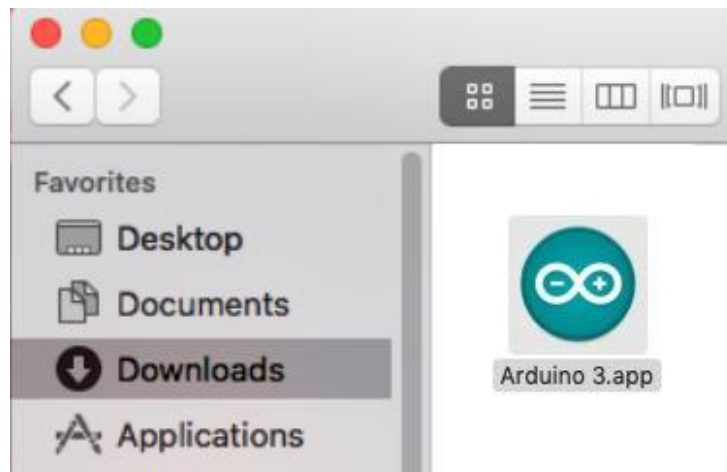 Favorites
Desktop
Documents
Downloads
Applications
Arduino 3.app